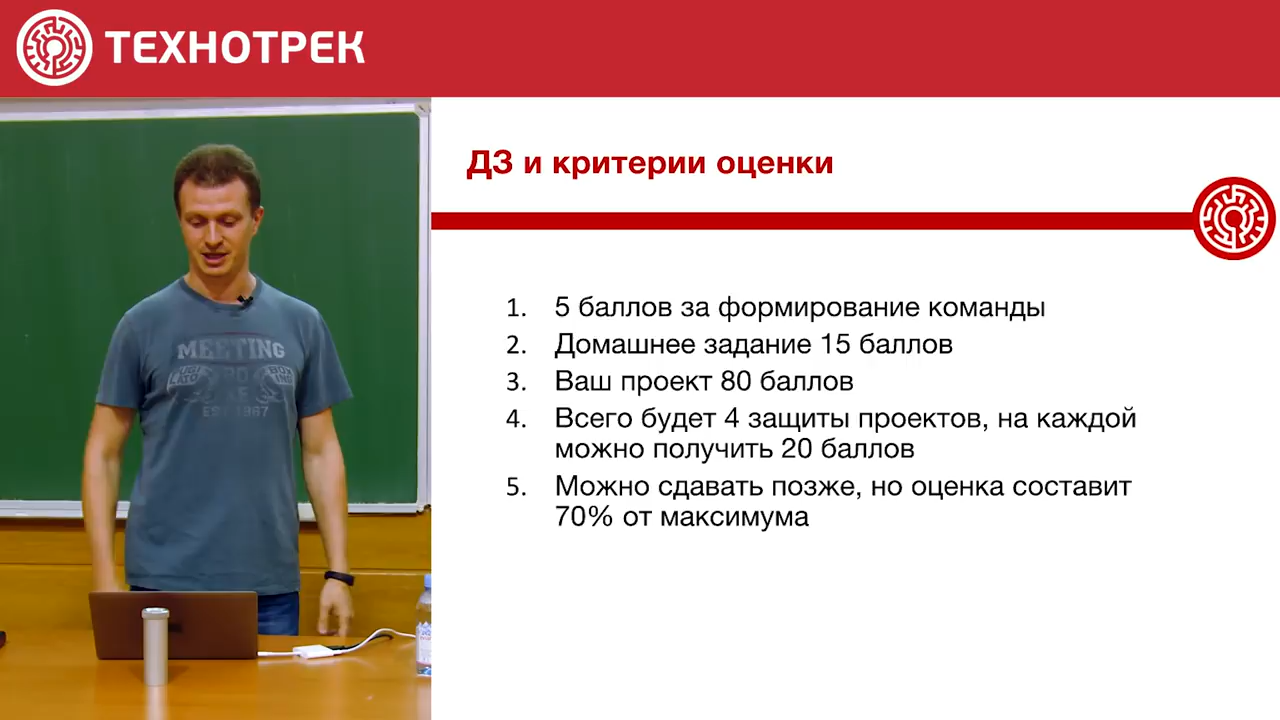 ТЕХНОТРЕК
ДЗ и критерии оценки
1. 5 баллов за формирование команды
2. Домашнее задание 15 баллов
3. Ваш проект 80 баллов
4. Всего будет 4 защиты проектов, на каждой
можно получить 20 баллов
5. Можно сдавать позже, но оценка составит
70% от максимума
MEETING